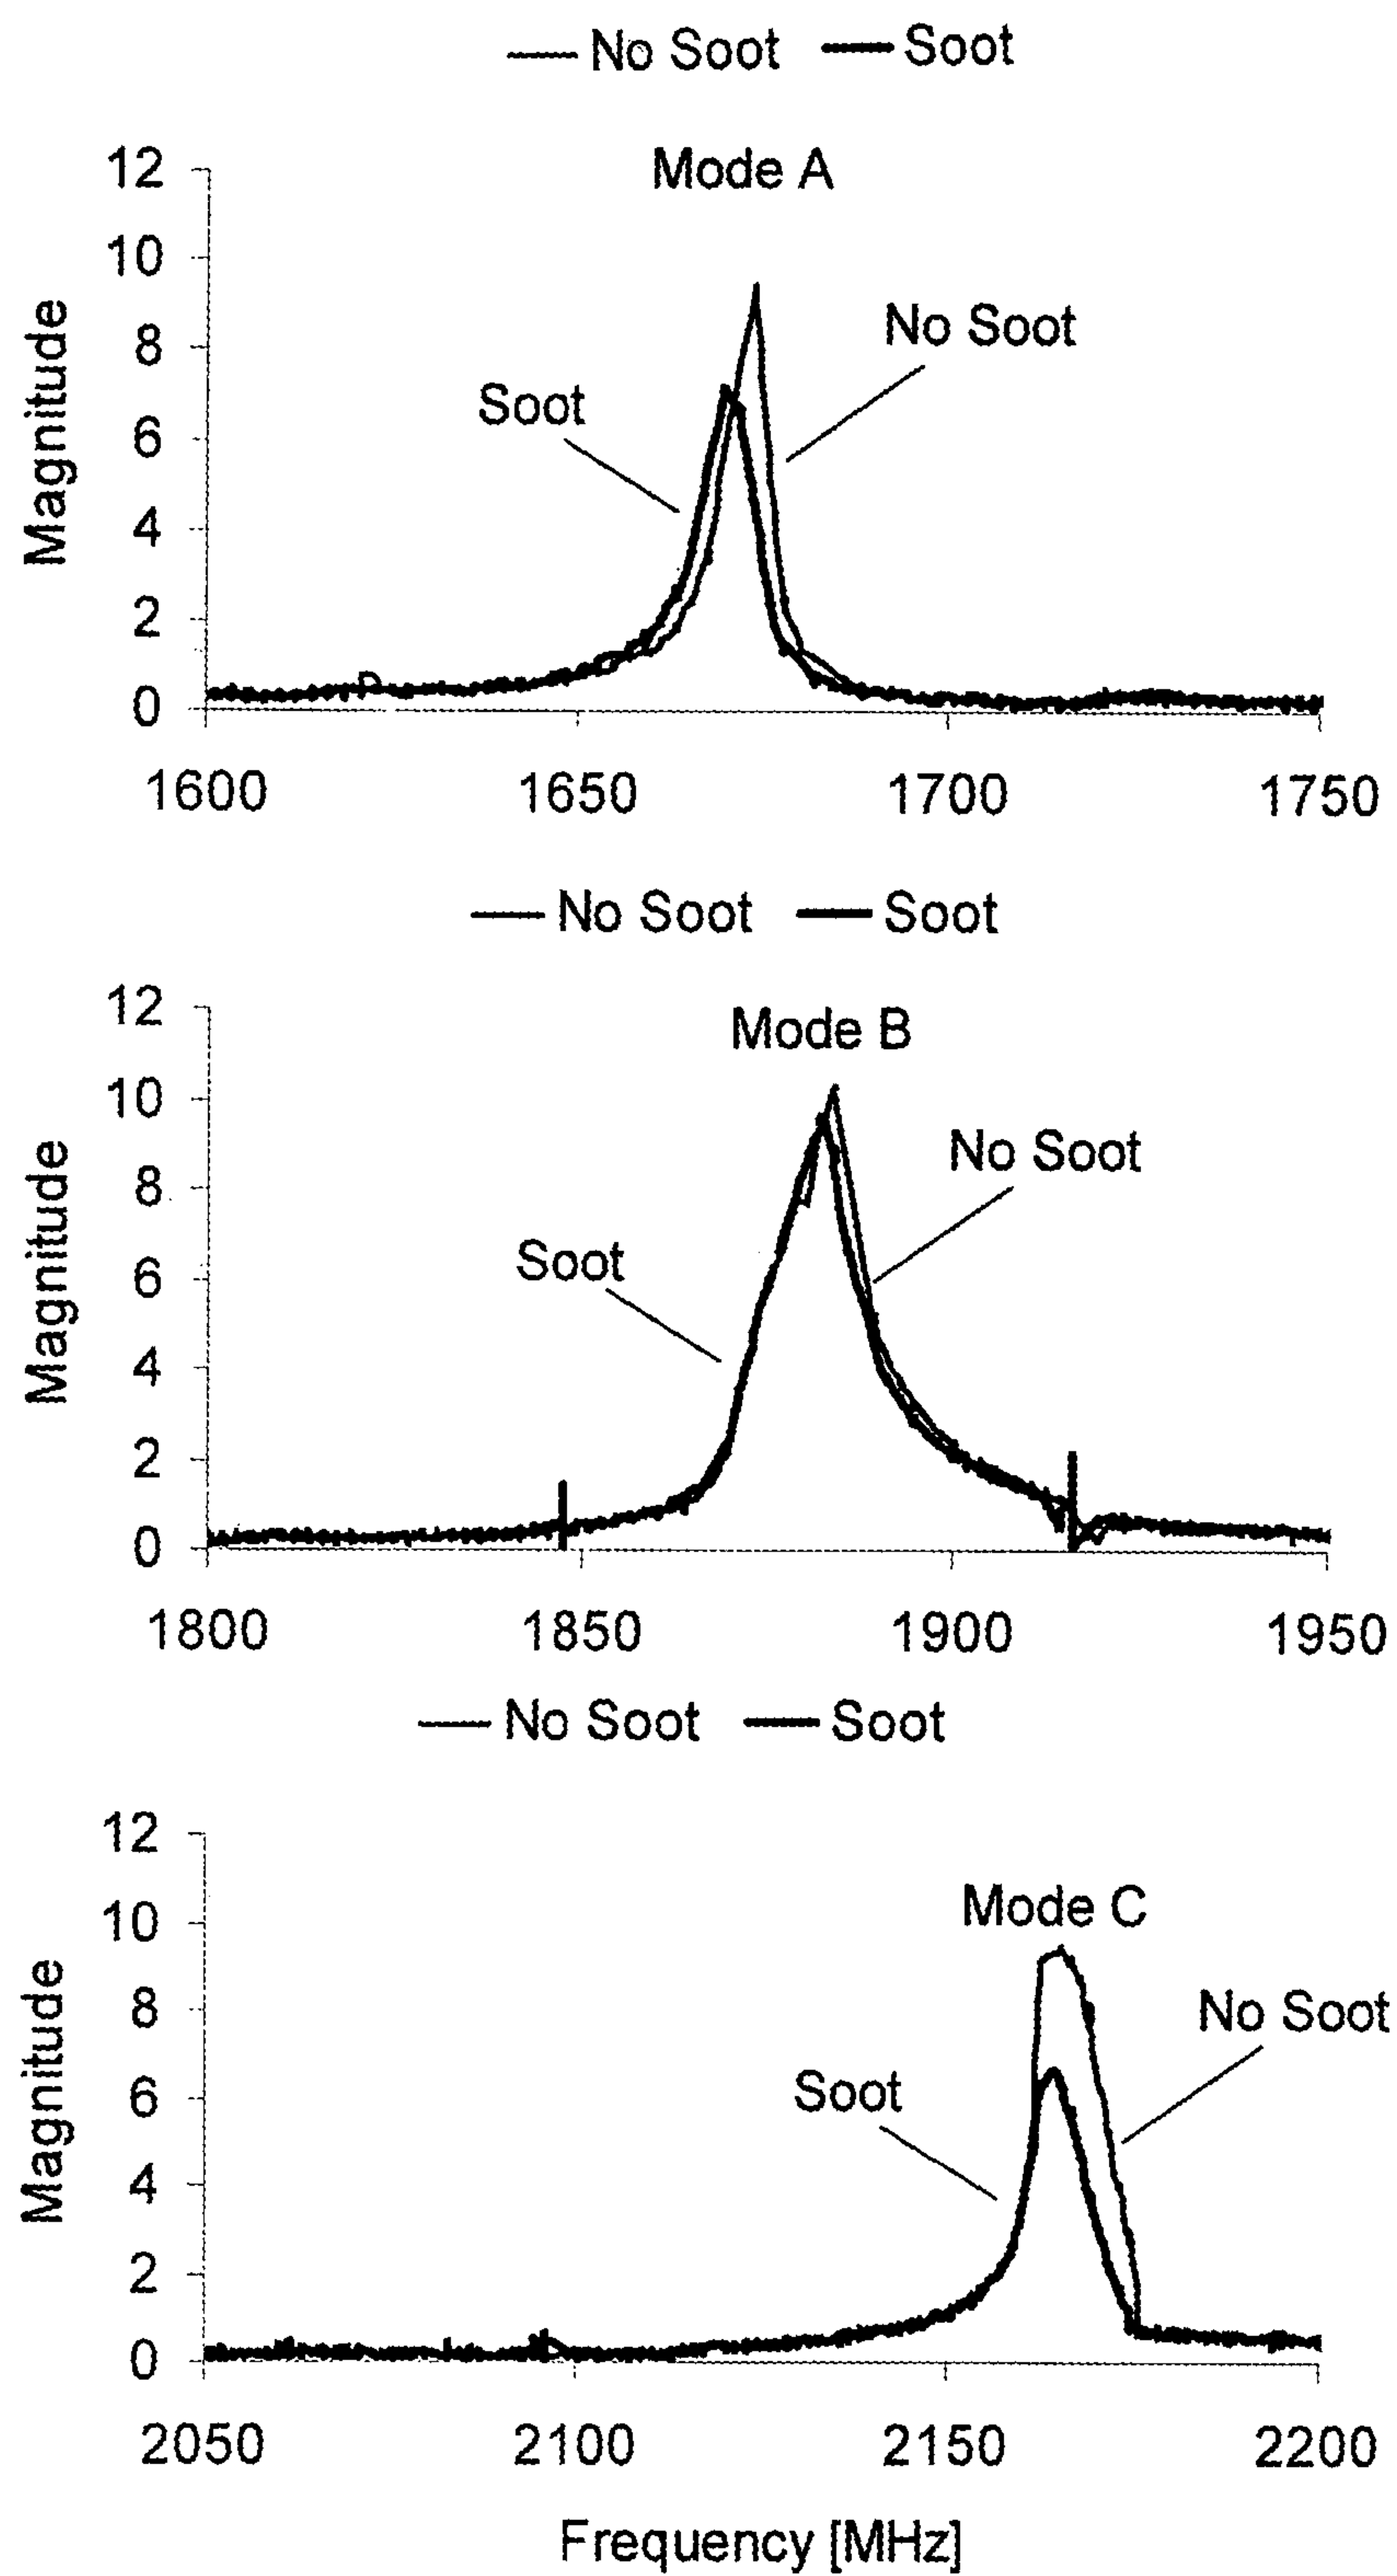 No Soot Soot
Mode A
12
10
8
6
4
2
0
Magnitude
Soot
No Soot
1600 1650 1700 1750
No Soot Soot
Mode B
12
10
8
6
4
2
0
Magnitude
Soot
No Soot
1800 1850 1900 1950
No Soot Soot
Mode C
12
10
8
6
4
2
0
Magnitude
Soot
No Soot
2050 2100 2150 2200
Frequency [MHz]